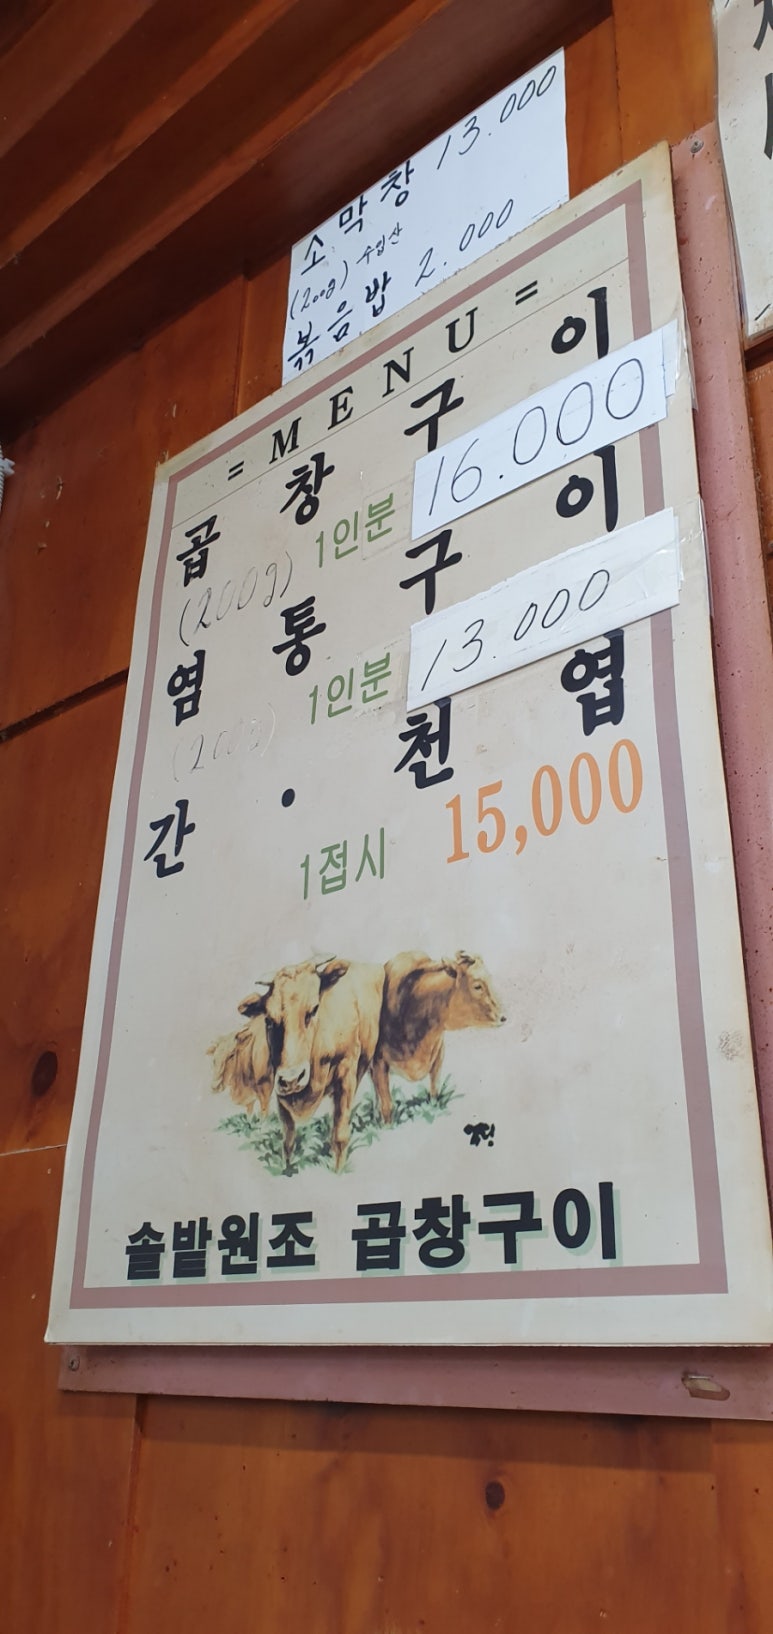 소막창 13.000
(200g) 수입산
볶음밥 2.000
= MENU =
곱창구이
(200g) 1인분 16.000
염통구이
(200g) 1인분 13.000
간 · 천엽
1접시 15,000
솔밭원조 곱창구이